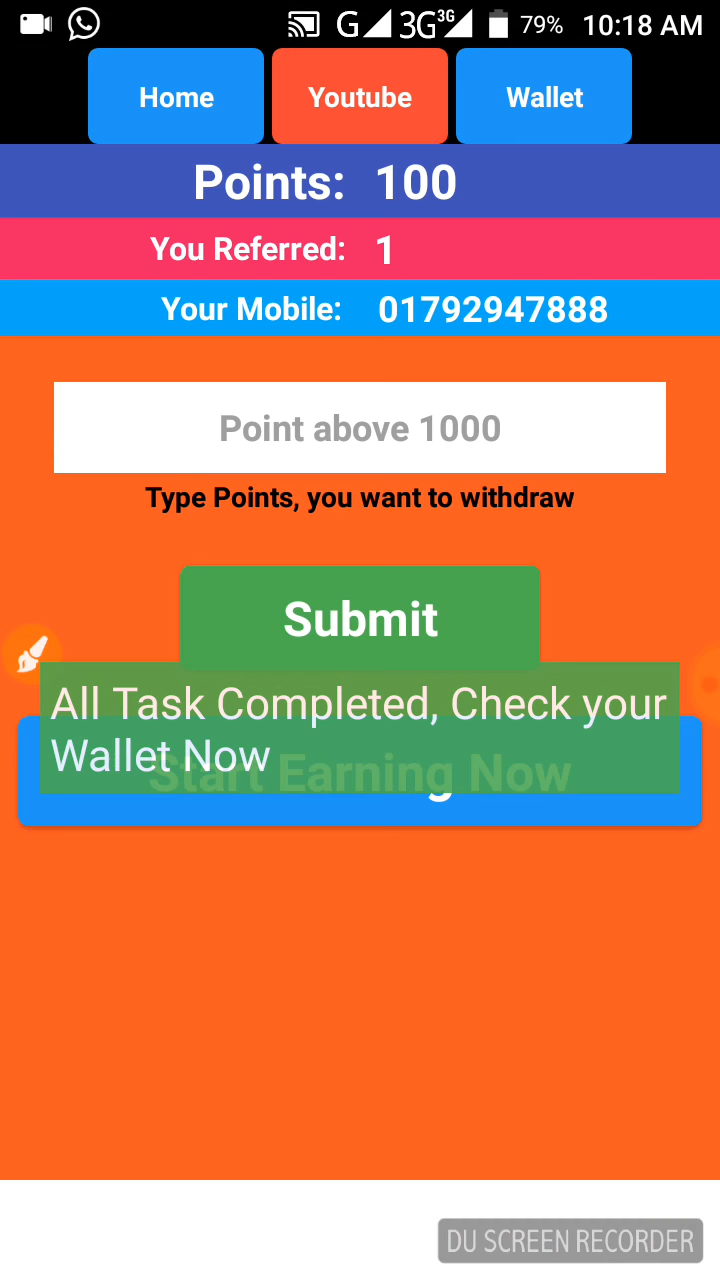 G 3G 3G 79% 10:18 AM
Home Youtube Wallet
Points: 100
You Referred: 1
Your Mobile: 01792947888
Point above 1000
Type Points, you want to withdraw
Submit
All Task Completed, Check your
Wallet Now
Start Earning Now
DU SCREEN RECORDER